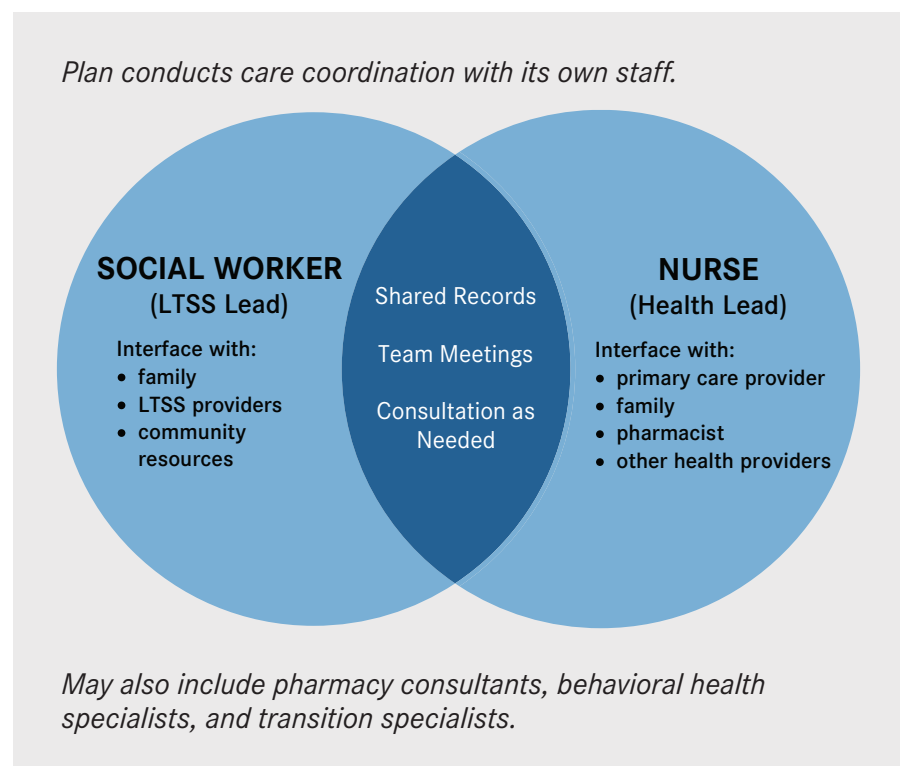 Plan conducts care coordination with its own staff.
SOCIAL WORKER
(LTSS Lead)
Interface with:
• family
• LTSS providers
• community
resources
Shared Records
Team Meetings
Consultation as
Needed
NURSE
(Health Lead)
Interface with:
• primary care provider
• family
• pharmacist
• other health providers
May also include pharmacy consultants, behavioral health
specialists, and transition specialists.